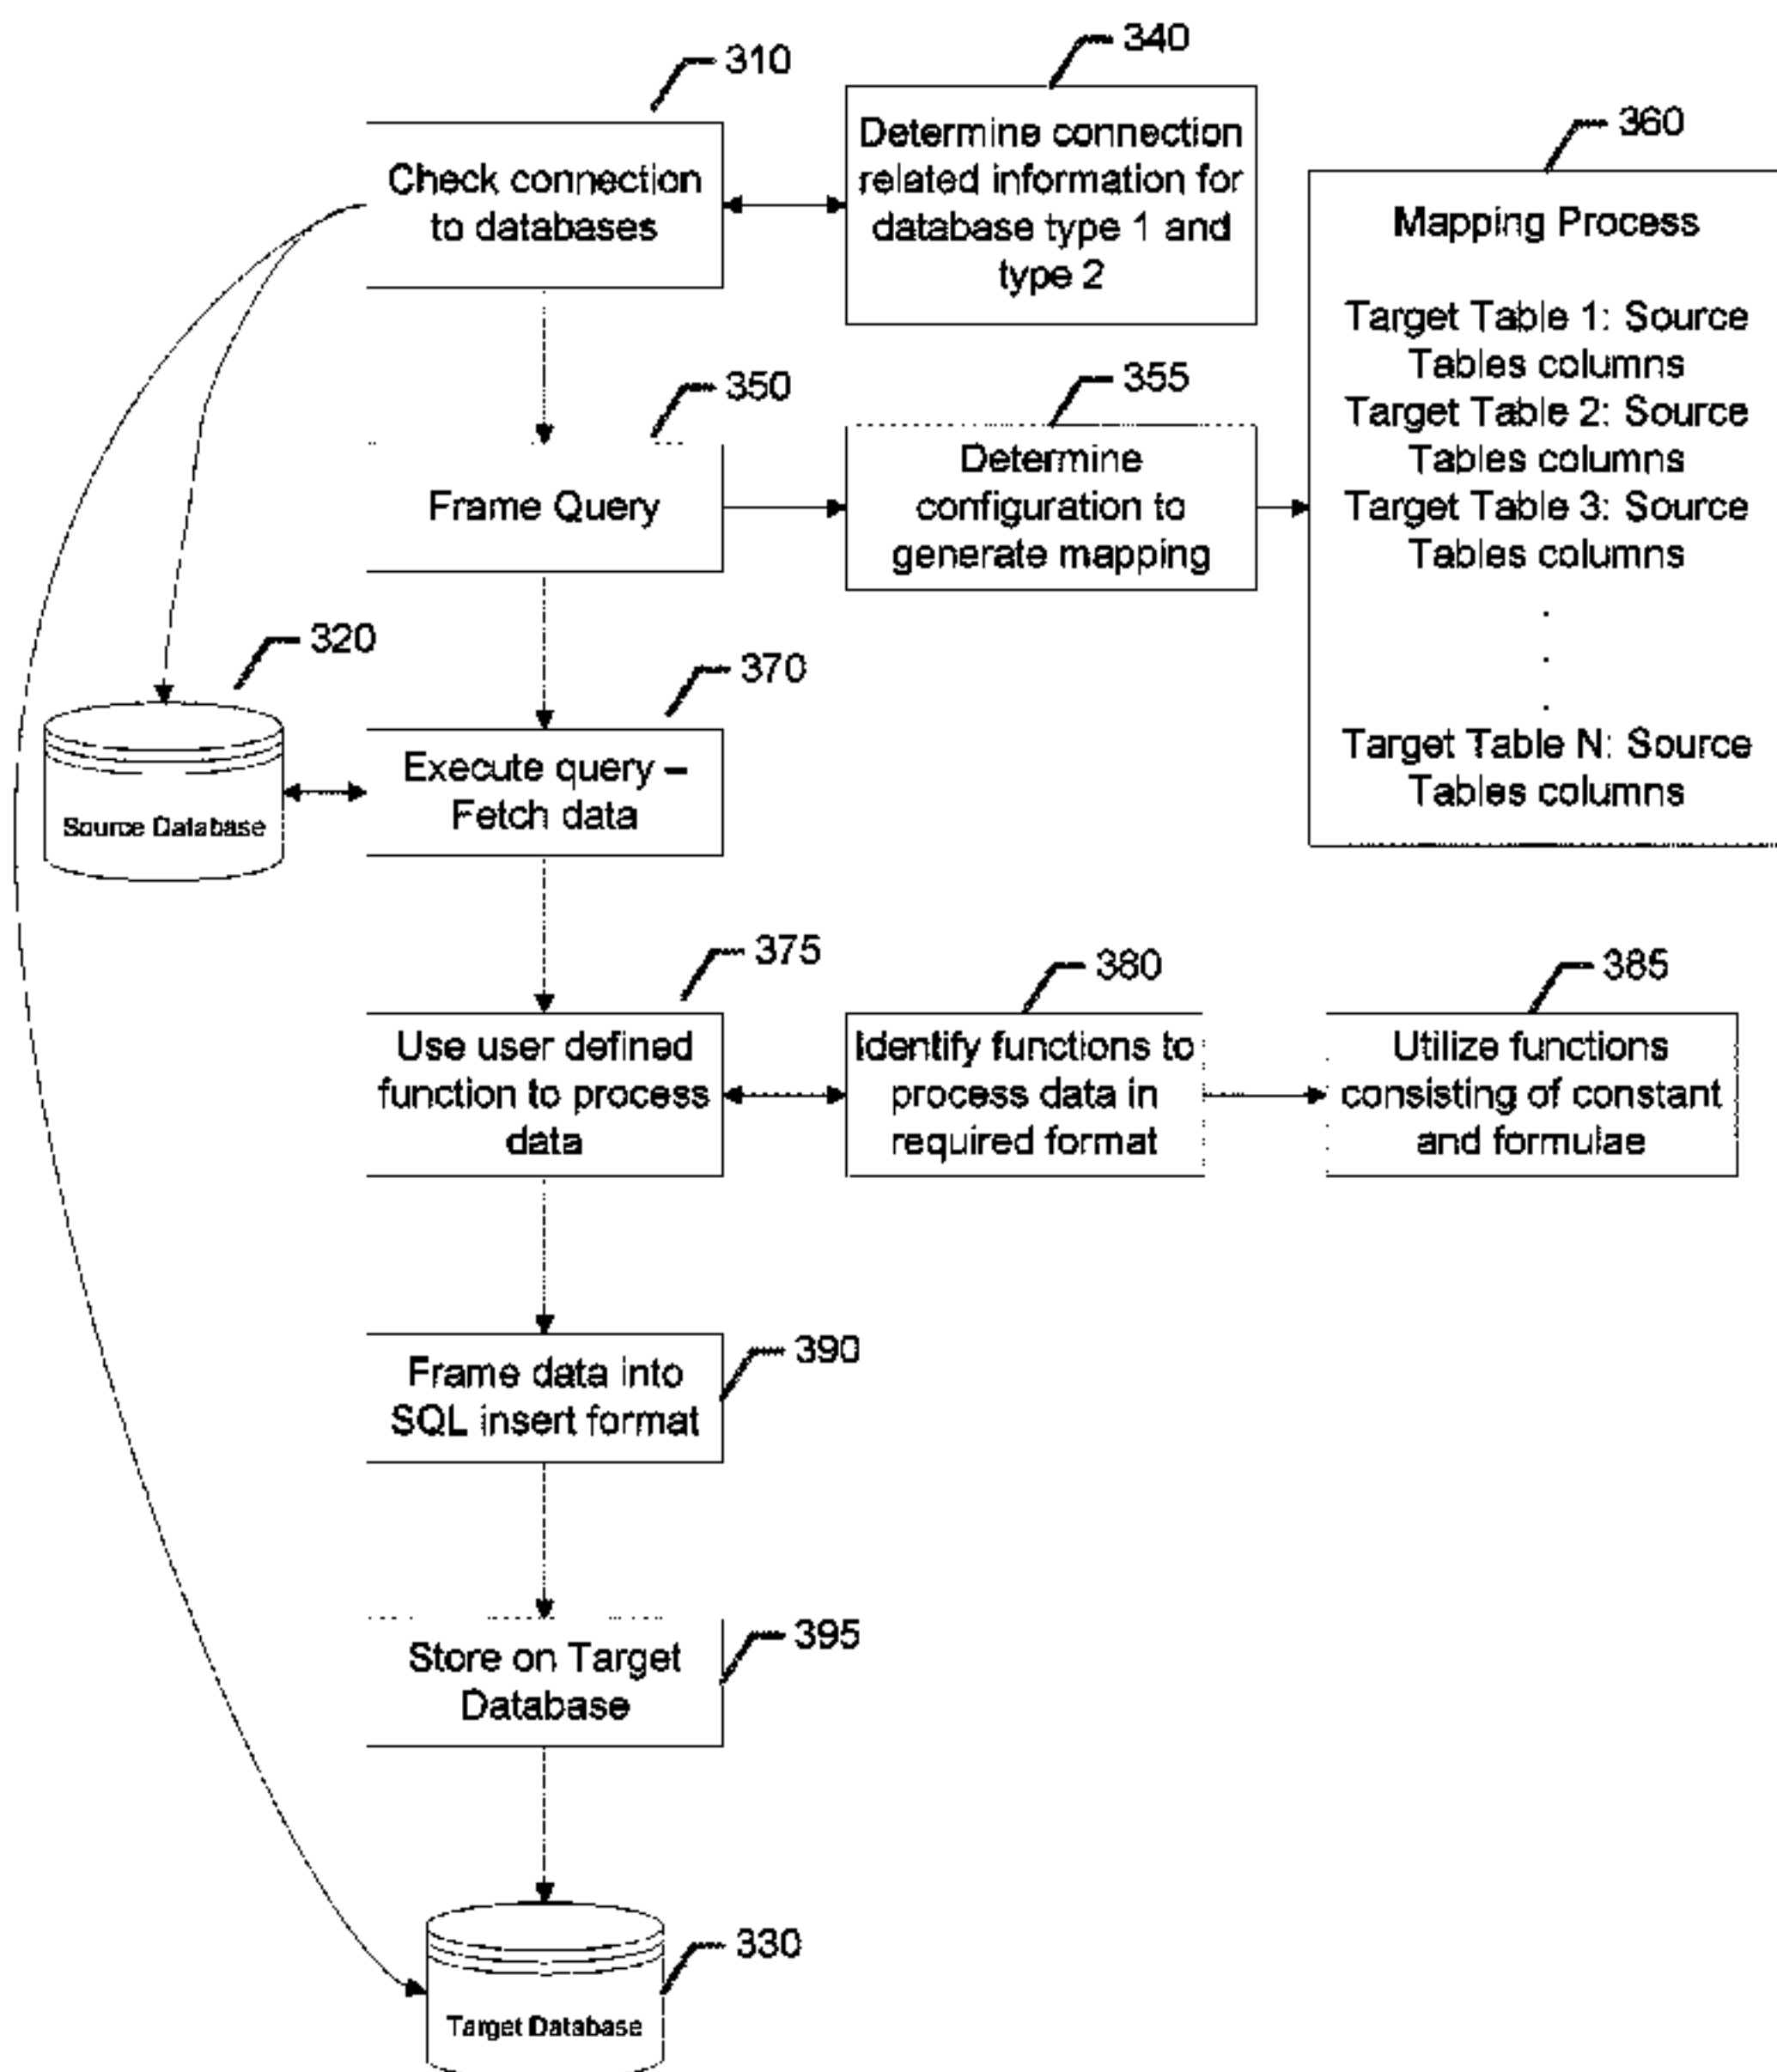 310
Check connection
to databases
340
Determine connection
related information for
database type 1 and
type 2
360
Mapping Process
Target Table 1: Source
Tables columns
Target Table 2: Source
Tables columns
Target Table 3: Source
Tables columns
.
.
.
Target Table N: Source
Tables columns
350
Frame Query
355
Determine
configuration to
generate mapping
320
Source Database
370
Execute query –
Fetch data
375
Use user defined
function to process
data
380
Identify functions to
process data in
required format
385
Utilize functions
consisting of constant
and formulae
390
Frame data into
SQL insert format
395
Store on Target
Database
330
Target Database